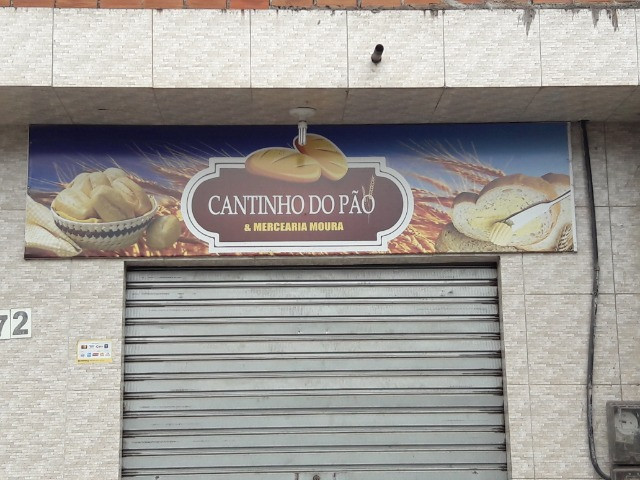 CANTINHO DO PÃO
& MERCEARIA MOURA
72